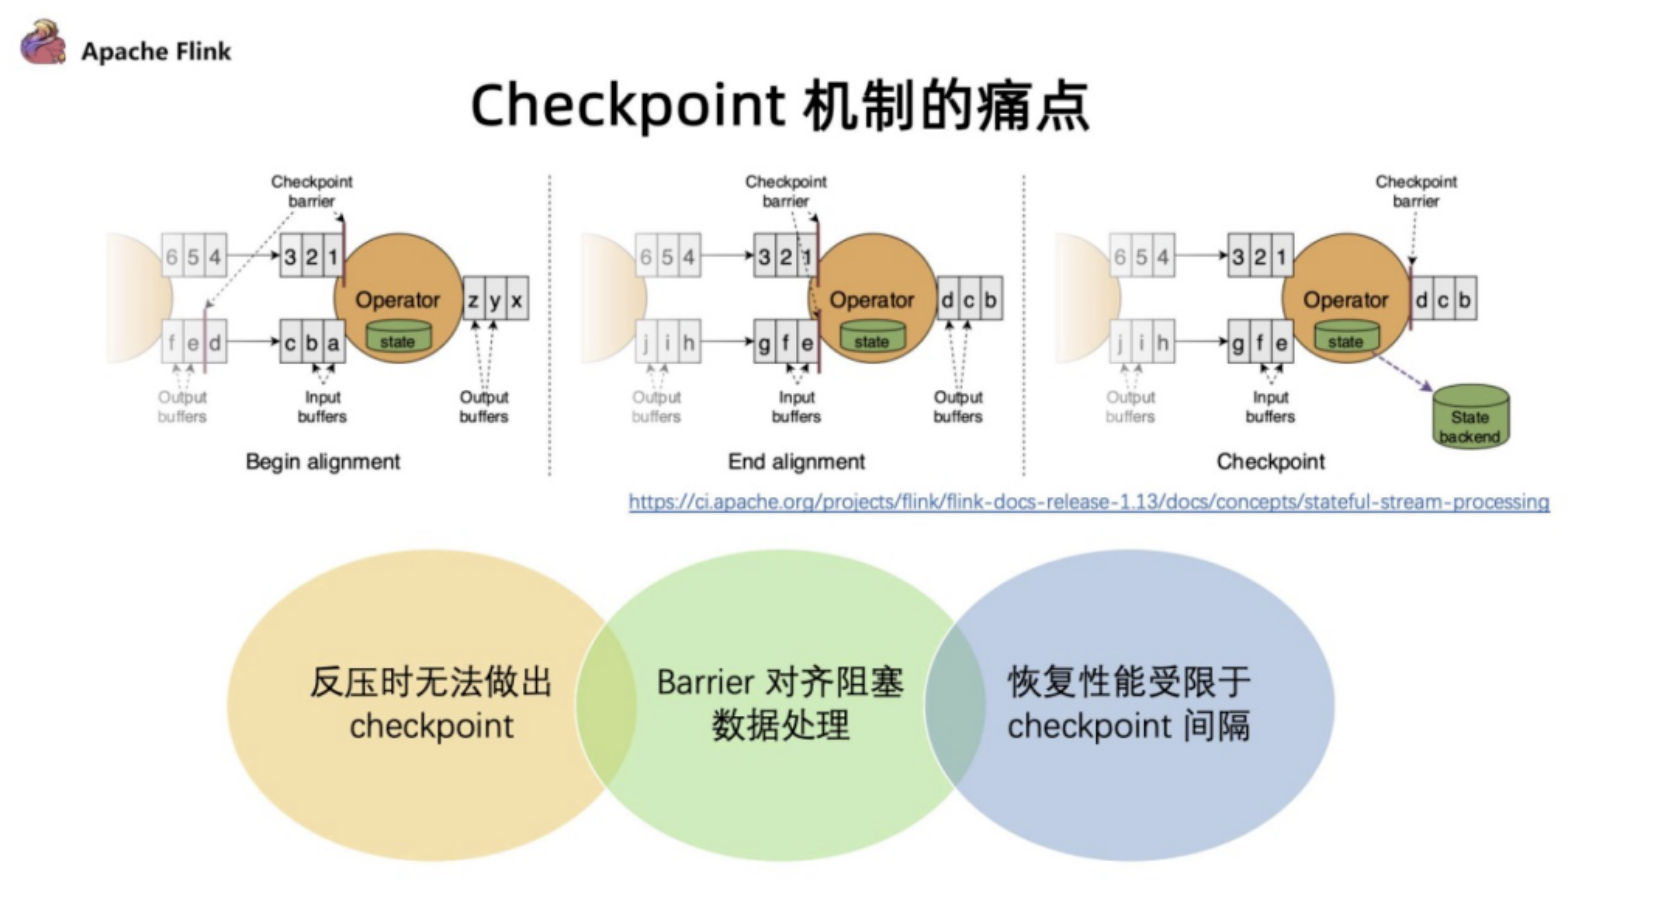 Apache Flink
Checkpoint 机制的痛点
Checkpoint
barrier
6 5 4
3 2 1
Operator
z y x
state
f e d
c b a
Output
buffers
Input
buffers
Output
buffers
Begin alignment
Checkpoint
barrier
6 5 4
3 2 1
Operator
d c b
state
j i h
g f e
Output
buffers
Input
buffers
Output
buffers
End alignment
Checkpoint
barrier
6 5 4
3 2 1
Operator
d c b
state
j i h
g f e
Output
buffers
Input
buffers
State
backend
Checkpoint
https://ci.apache.org/projects/flink/flink-docs-release-1.13/docs/concepts/stateful-stream-processing
反压时无法做出
checkpoint
Barrier 对齐阻塞
数据处理
恢复性能受限于
checkpoint 间隔